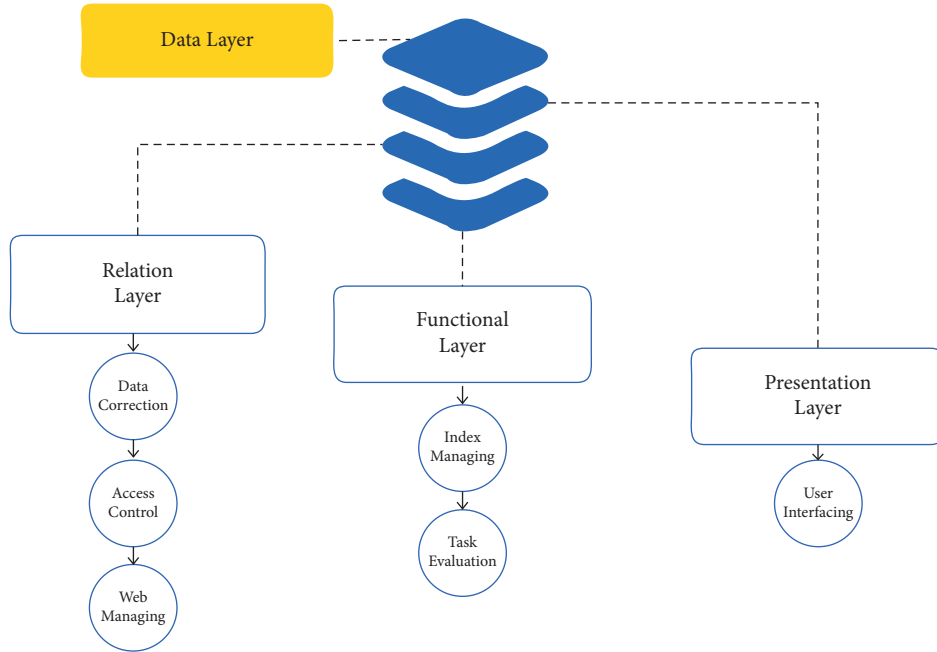 Data Layer
Relation
Layer
Data
Correction
Access
Control
Web
Managing
Functional
Layer
Index
Managing
Task
Evaluation
Presentation
Layer
User
Interfacing